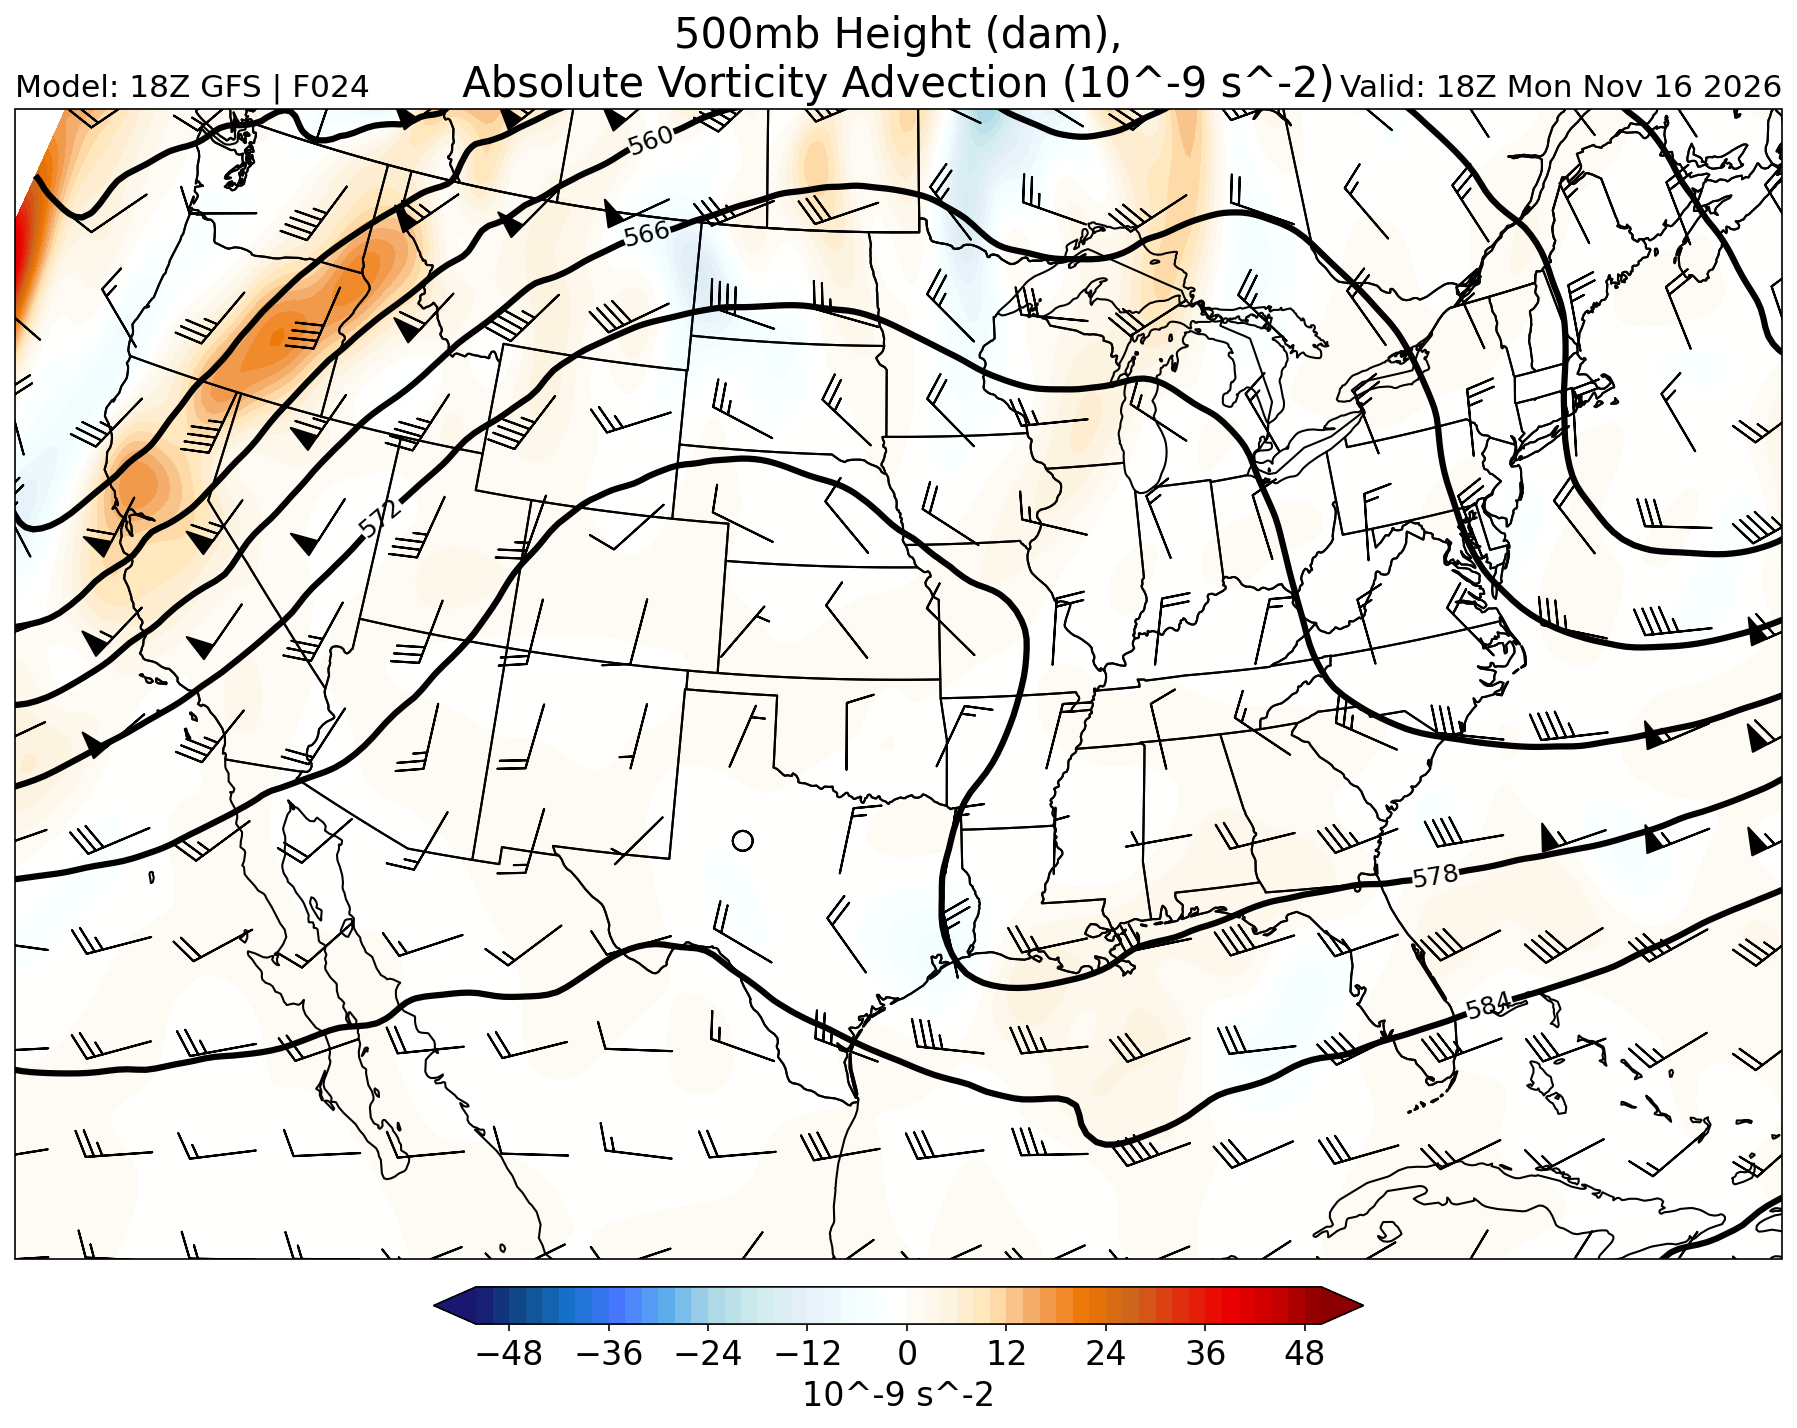 500mb Height (dam),
Model: 18Z GFS | F024
Absolute Vorticity Advection (10^-9 s^-2)
Valid: 18Z Mon Nov 16 2026
560
566
572
578
584
−48 −36 −24 −12 0 12 24 36 48
10^-9 s^-2